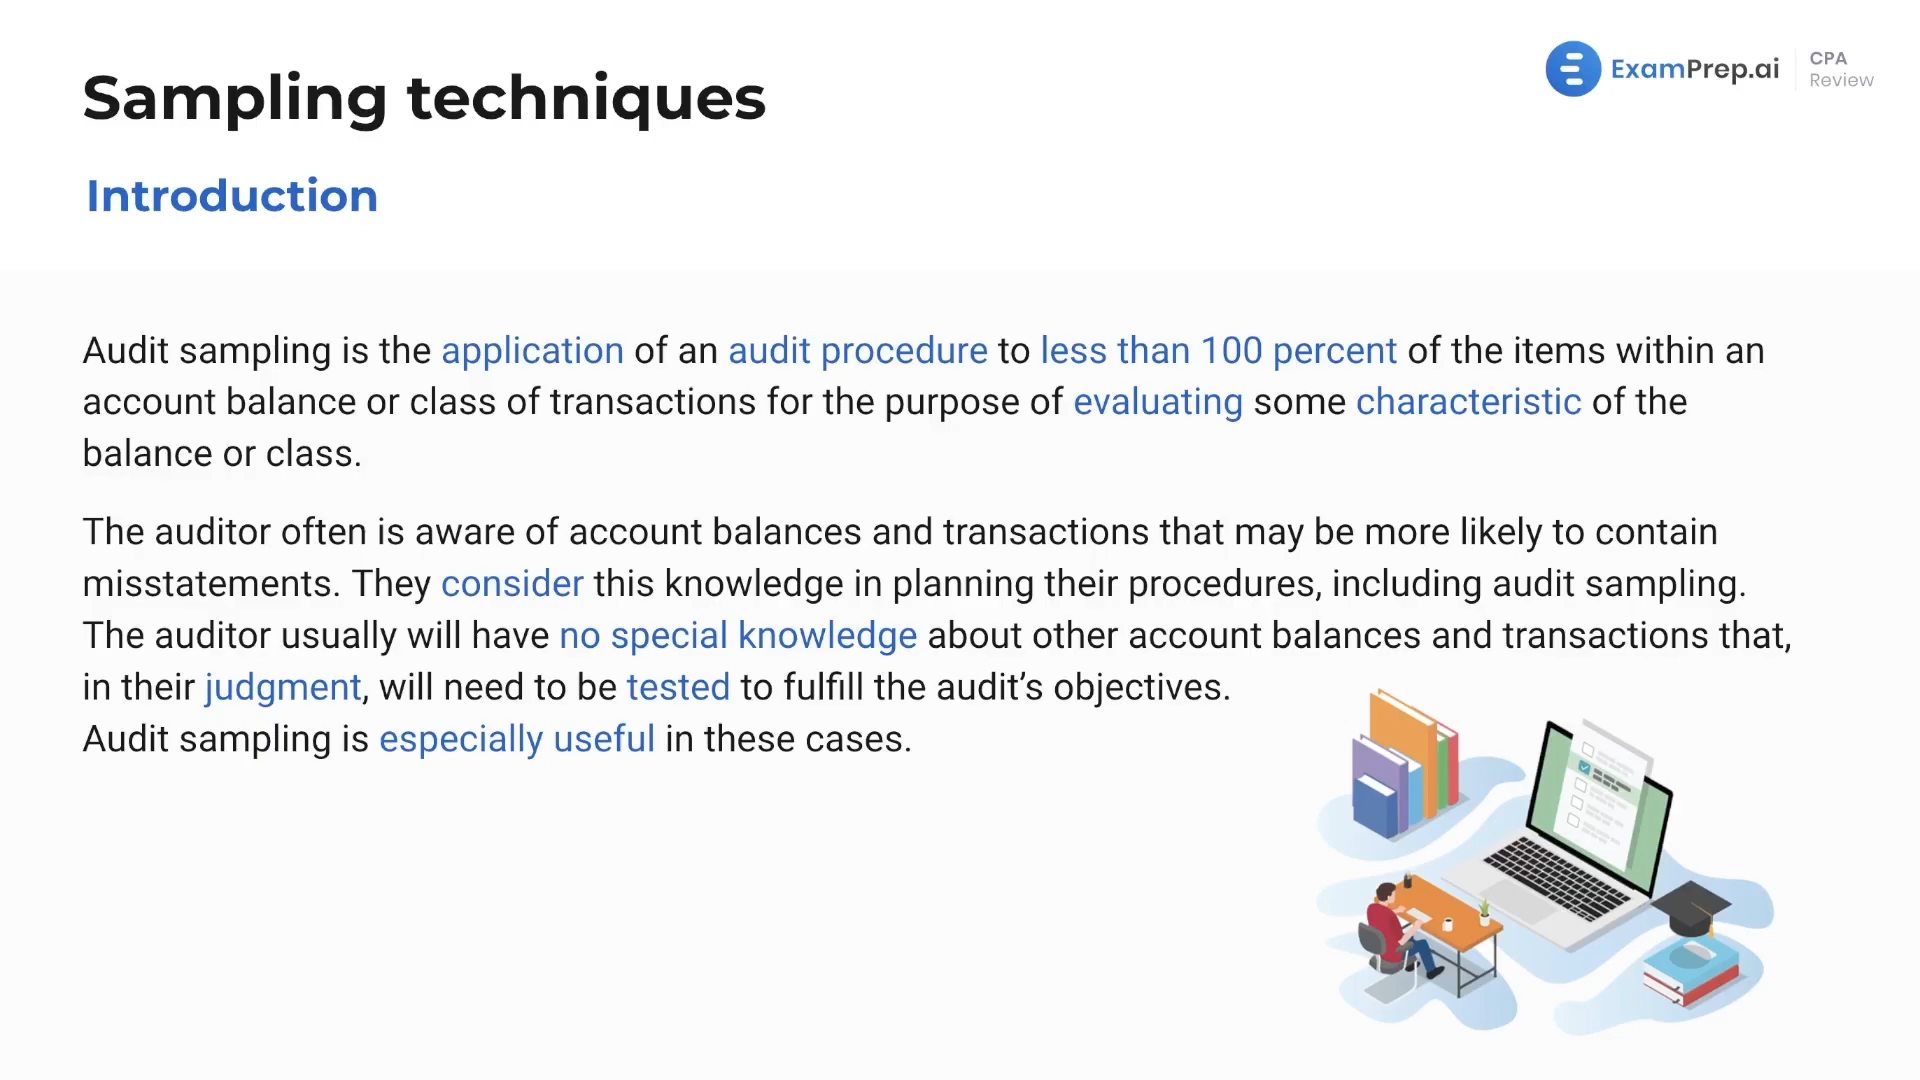 Sampling techniques
ExamPrep.ai
CPA
Review
Introduction
Audit sampling is the application of an audit procedure to less than 100 percent of the items within an
account balance or class of transactions for the purpose of evaluating some characteristic of the
balance or class.
The auditor often is aware of account balances and transactions that may be more likely to contain
misstatements. They consider this knowledge in planning their procedures, including audit sampling.
The auditor usually will have no special knowledge about other account balances and transactions that,
in their judgment, will need to be tested to fulfill the audit’s objectives.
Audit sampling is especially useful in these cases.